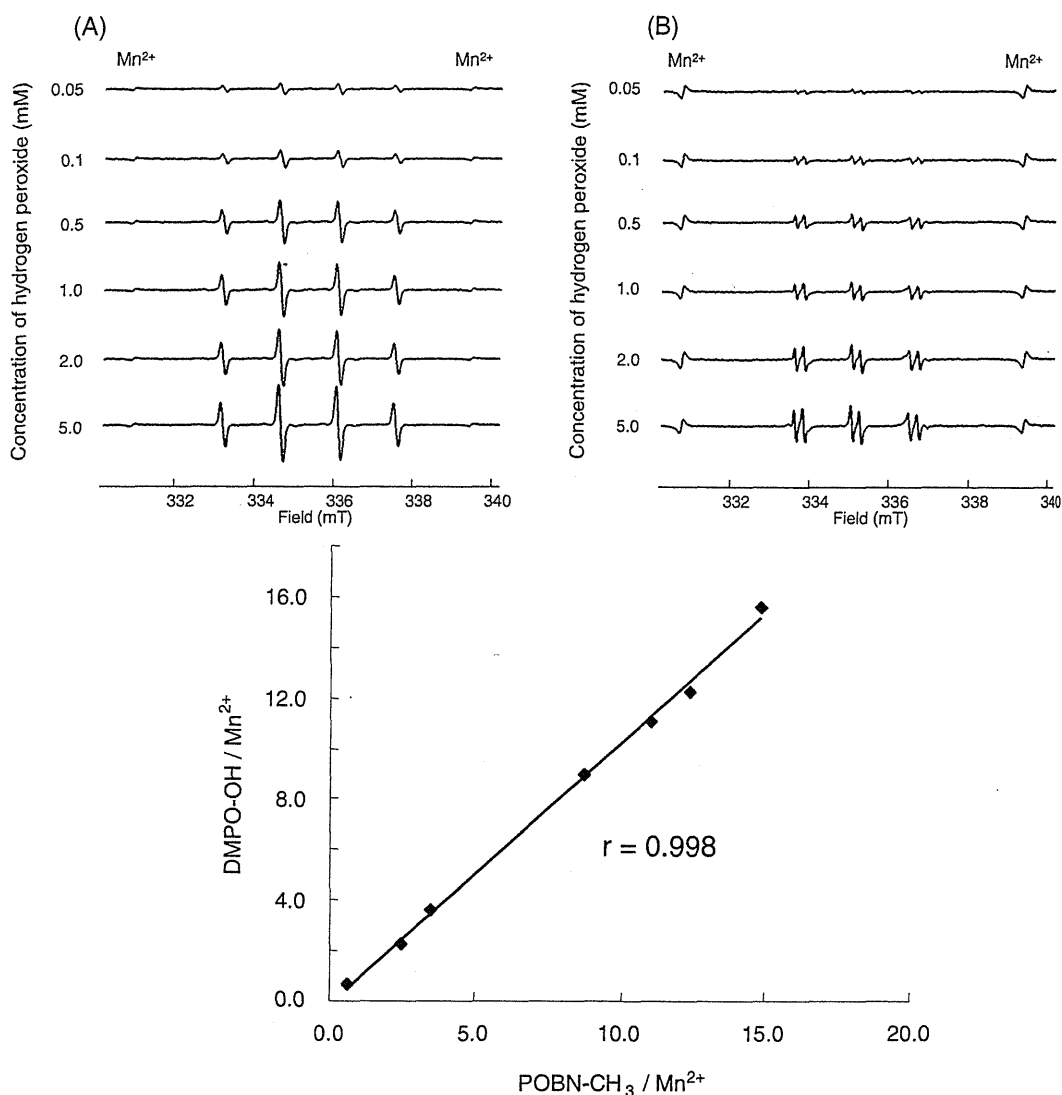 (A)
Mn²⁺
Mn²⁺
Concentration of hydrogen peroxide (mM)
0.05
0.1
0.5
1.0
2.0
5.0
332
334
336
338
340
Field (mT)
(B)
Mn²⁺
Mn²⁺
Concentration of hydrogen peroxide (mM)
0.05
0.1
0.5
1.0
2.0
5.0
332
334
336
338
340
Field (mT)
DMPO-OH / Mn²⁺
16.0
12.0
8.0
4.0
0.0
r = 0.998
0.0
5.0
10.0
15.0
20.0
POBN-CH₃ / Mn²⁺